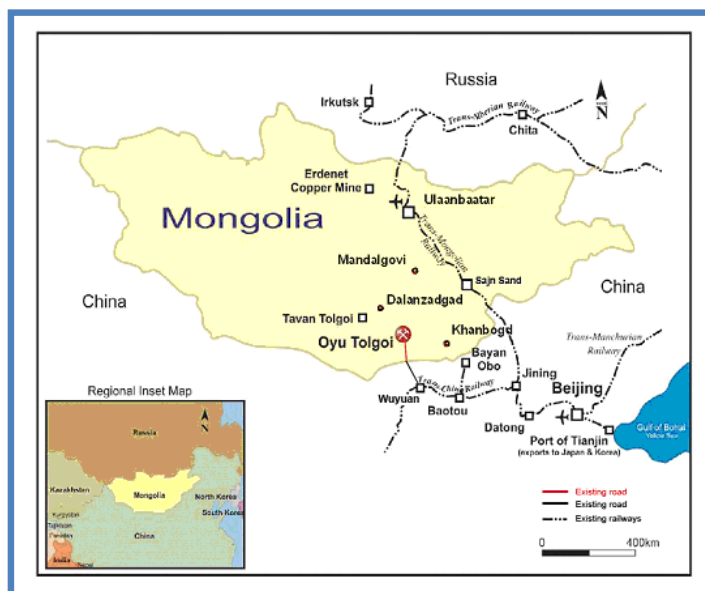 Russia
Irkutsk
Trans-Siberian Railway
Chita
N
Erdenet
Copper Mine
Ulaanbaatar
Mongolia
Trans-Mongolian
Railway
Mandalgovi
Sajn Sand
China
China
Dalanzadgad
Tavan Tolgoi
Oyu Tolgoi
Khanbogd
Trans-Manchurian
Railway
Bayan
Obo
Trans-China Railway
Jining
Beijing
Wuyuan
Baotou
Datong
Port of Tianjin
(exports to Japan & Korea)
Gulf of Bohai
Yellow Sea
Regional Inset Map
N
Russia
Kazakhstan
Mongolia
North Korea
South Korea
Kyrgystan
Tajikistan
China
India
Nepal
Existing road
Existing road
Existing railways
0
400km